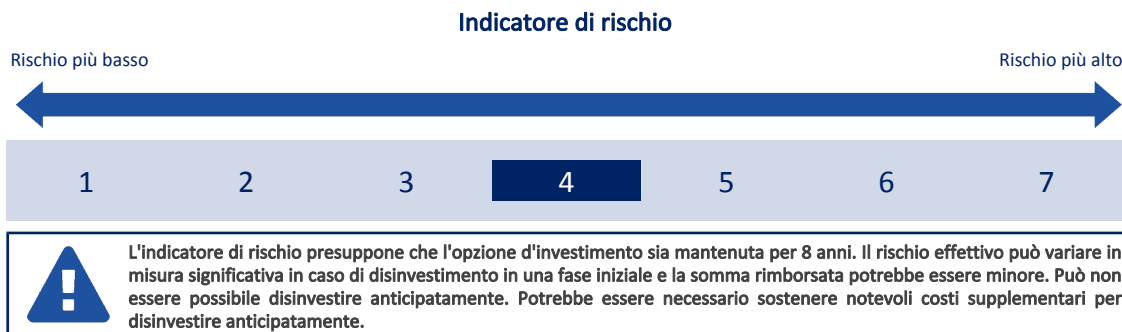 Indicatore di rischio
Rischio più basso
Rischio più alto
1 2 3 4 5 6 7
L'indicatore di rischio presuppone che l'opzione d'investimento sia mantenuta per 8 anni. Il rischio effettivo può variare in
misura significativa in caso di disinvestimento in una fase iniziale e la somma rimborsata potrebbe essere minore. Può non
essere possibile disinvestire anticipatamente. Potrebbe essere necessario sostenere notevoli costi supplementari per
disinvestire anticipatamente.